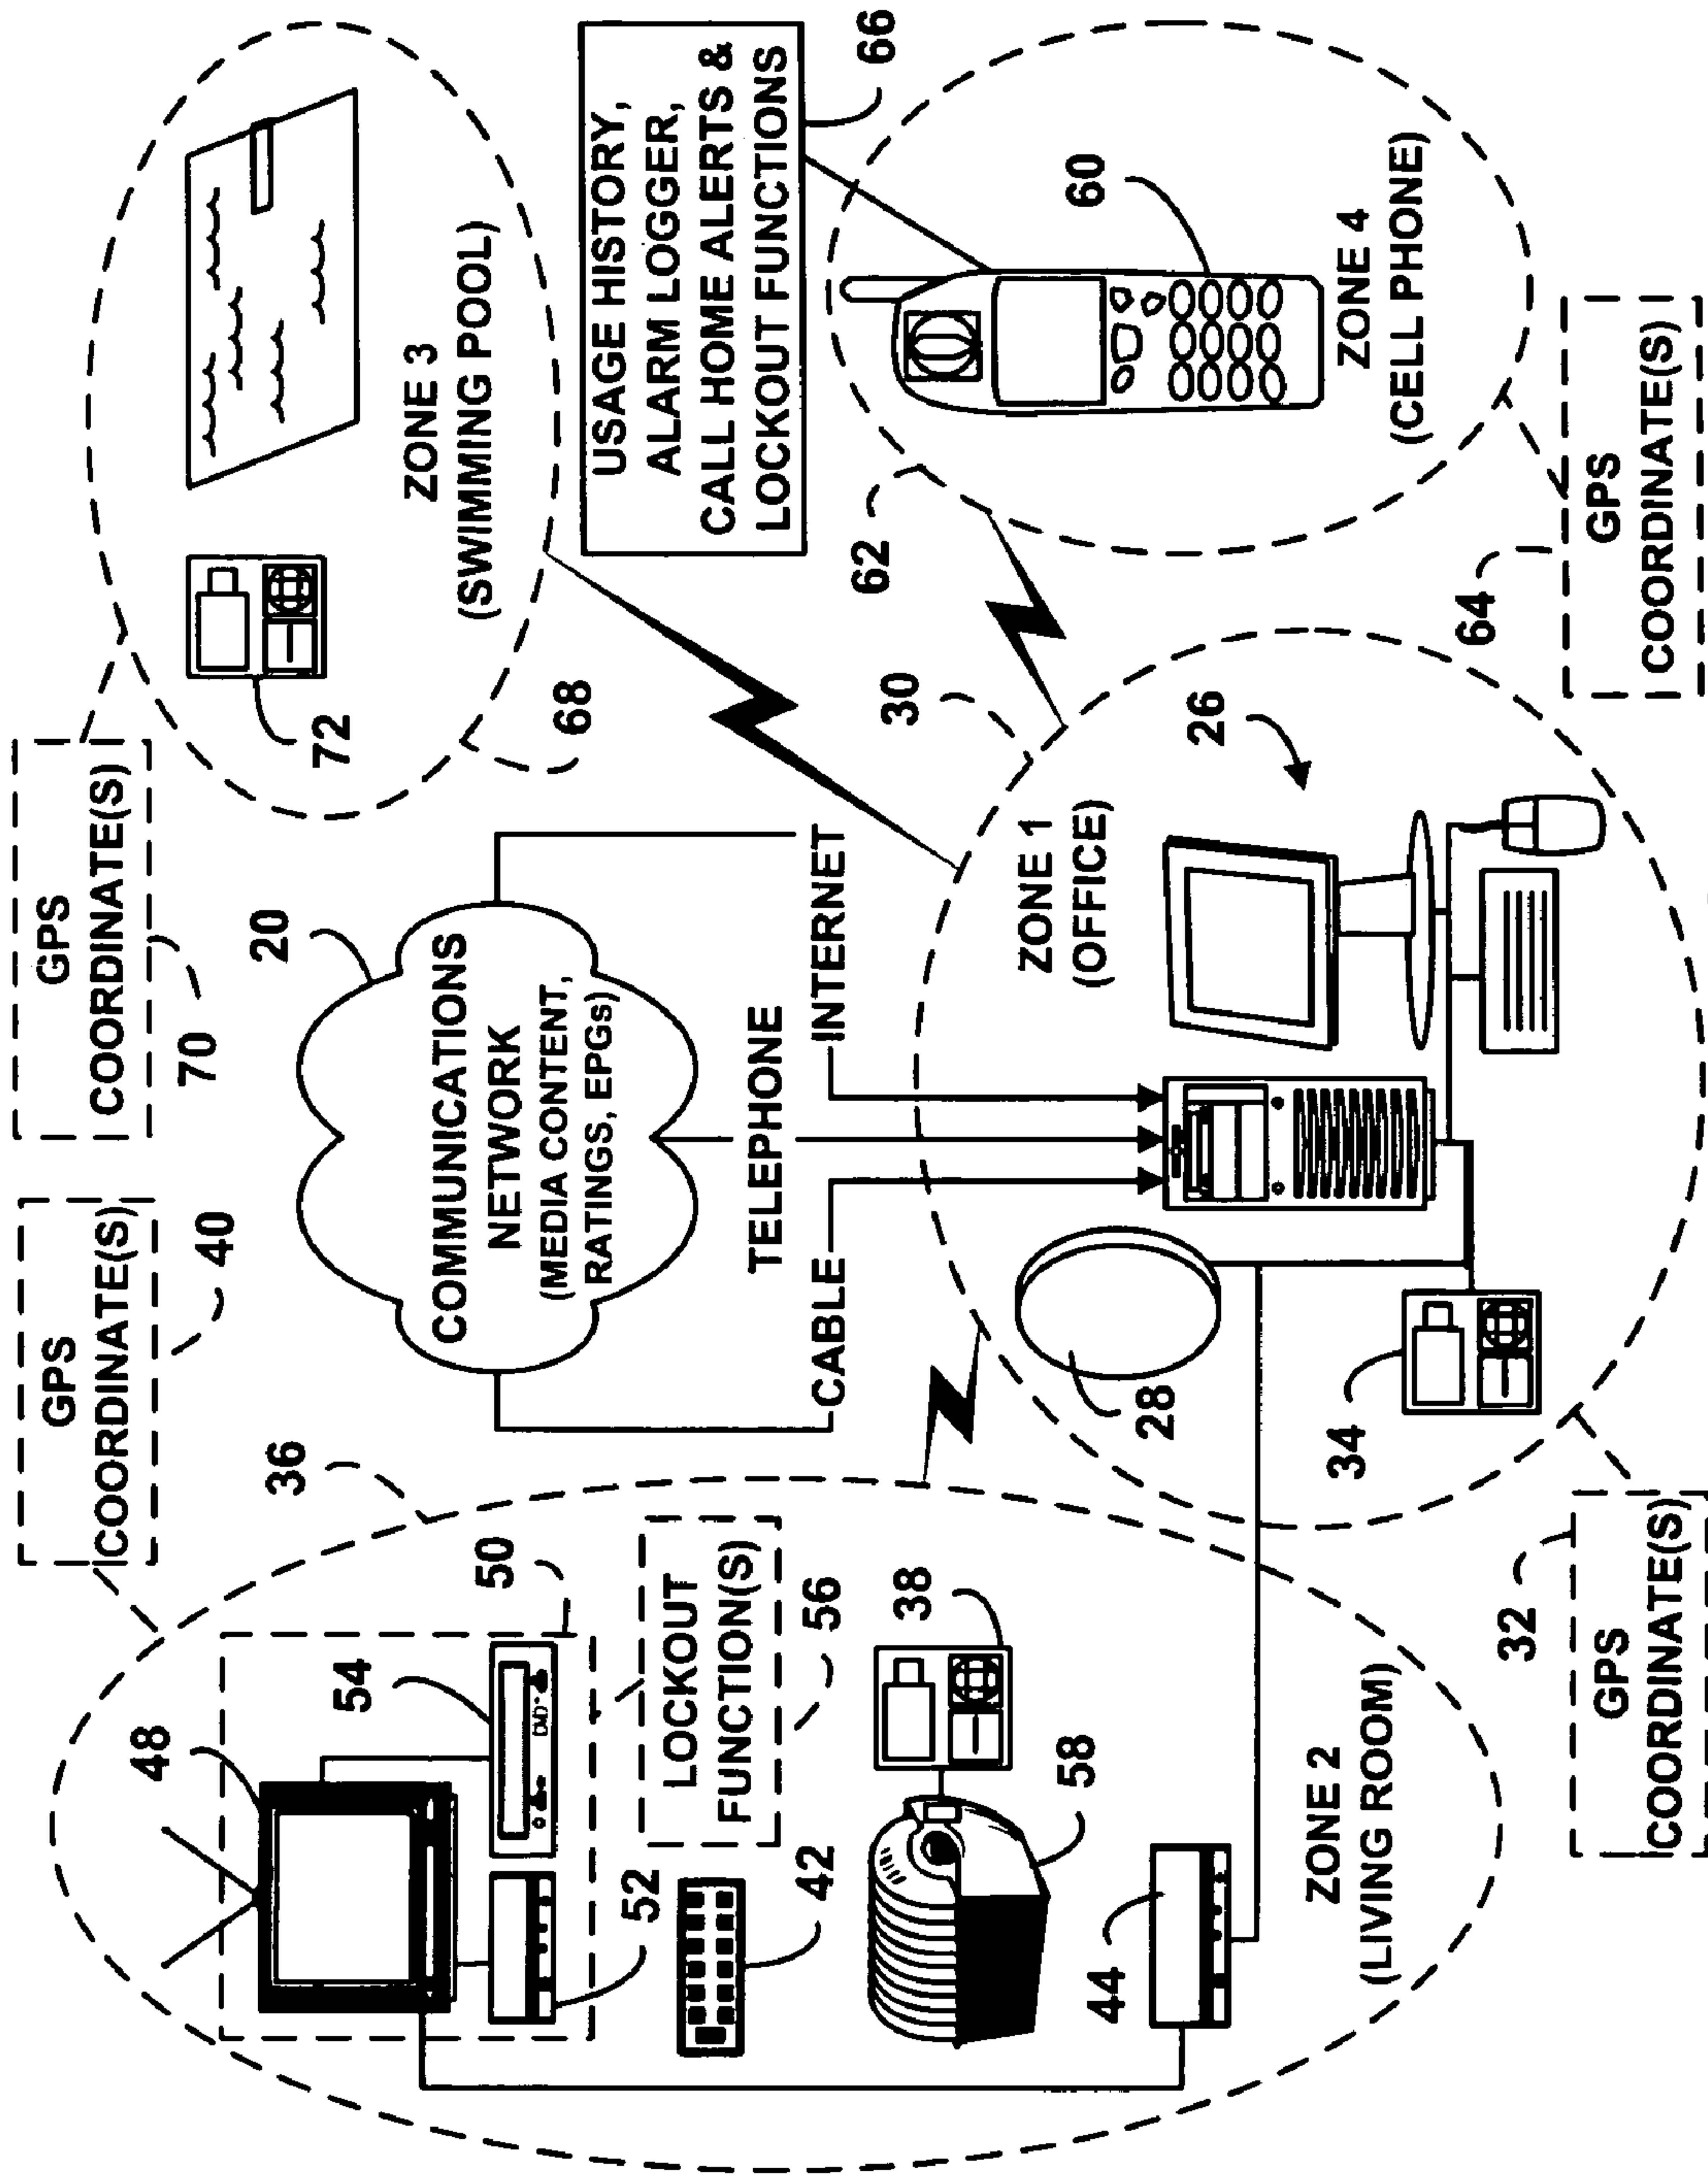 GPS
COORDINATE(S)
40
GPS
COORDINATE(S)
70
36
48
54
50
52
LOCKOUT
FUNCTION(S)
56
42
38
58
44
ZONE 2
(LIVING ROOM)
20
COMMUNICATIONS
NETWORK
(MEDIA CONTENT,
RATINGS, EPGs)
TELEPHONE
CABLE
INTERNET
72
68
ZONE 3
(SWIMMING POOL)
USAGE HISTORY,
ALARM LOGGER,
CALL HOME ALERTS &
LOCKOUT FUNCTIONS
66
30
ZONE 1
(OFFICE)
26
28
34
32
GPS
COORDINATE(S)
62
60
ZONE 4
(CELL PHONE)
64
GPS
COORDINATE(S)